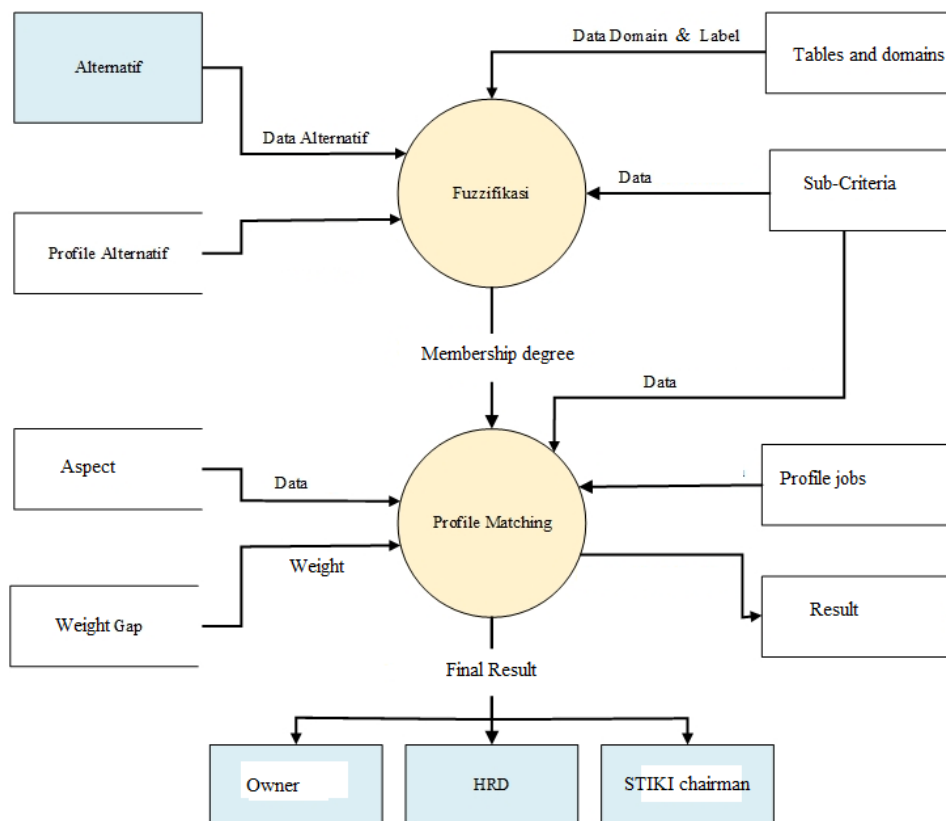 Data Domain & Label
Alternatif
Tables and domains
Data Alternatif
Data
Sub-Criteria
Fuzzifikasi
Profile Alternatif
Membership degree
Data
Aspect
Data
Profile jobs
Profile Matching
Weight
Result
Weight Gap
Final Result
Owner
HRD
STIKI chairman